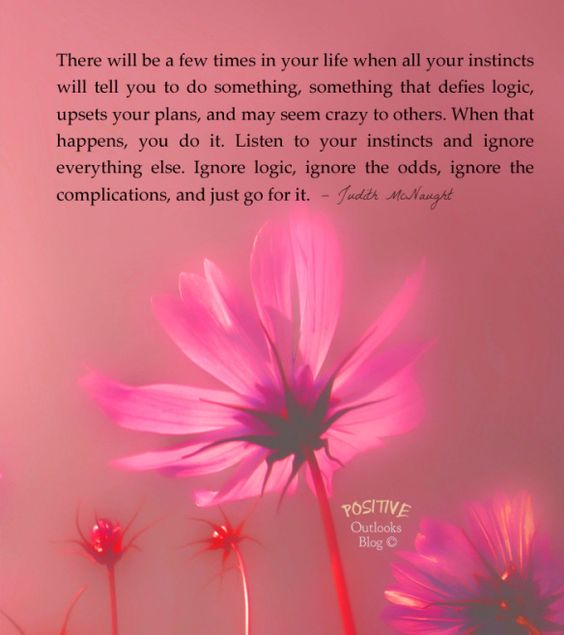 There will be a few times in your life when all your instincts
will tell you to do something, something that defies logic,
upsets your plans, and may seem crazy to others. When that
happens, you do it. Listen to your instincts and ignore
everything else. Ignore logic, ignore the odds, ignore the
complications, and just go for it. – Judith McNaught
POSITIVE
Outlooks
Blog ©